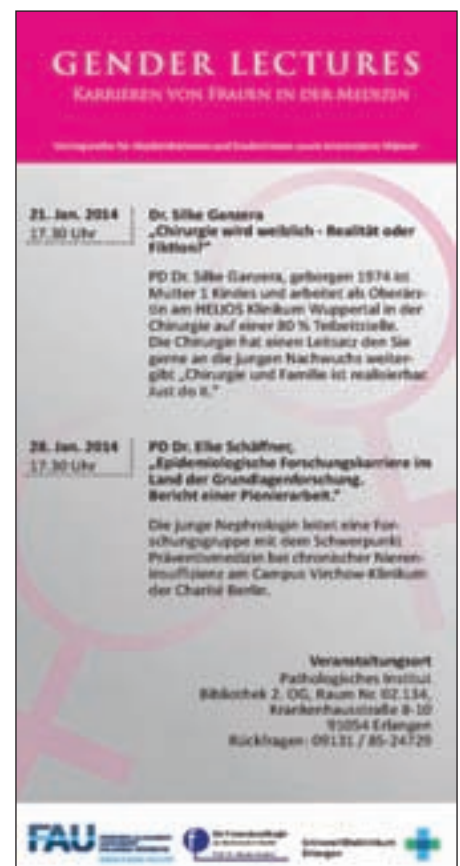 GENDER LECTURES
KARRIEREN VON FRAUEN IN DER MEDIZIN
21. Jan. 2014
17.30 Uhr
Dr. Silke Ganzera
„Chirurgie wird weiblich - Realität oder
Fiktion?"
PD Dr. Silke Ganzera, geborgen 1974 ist
Mutter 1 Kindes und arbeitet als Oberärz-
tin am HELIOS Klinikum Wuppertal in der
Chirurgie auf einer 80 % Teilzeitstelle.
Die Chirurgie hat einen Leitsatz den Sie
gerne an die jungen Nachwuchs weiter-
gibt „Chirurgie und Familie ist realisierbar.
Just do it."
28. Jan. 2014
17.30 Uhr
PD Dr. Elke Schäffner,
„Epidemiologische Forschungskarriere im
Land der Grundlagenforschung.
Bericht einer Pionierarbeit."
Die junge Nephrologin leitet eine For-
schungsgruppe mit dem Schwerpunkt
Präventivmedizin bei chronischer Nieren-
insuffizienz am Campus Virchow-Klinikum
der Charité Berlin.
Veranstaltungsort
Pathologisches Institut
Bibliothek 2. OG, Raum Nr. 02.134,
Krankenhausstraße 8-10
91054 Erlangen
Rückfragen: 09131 / 85-24729
FAU
Universitätsklinikum
Erlangen